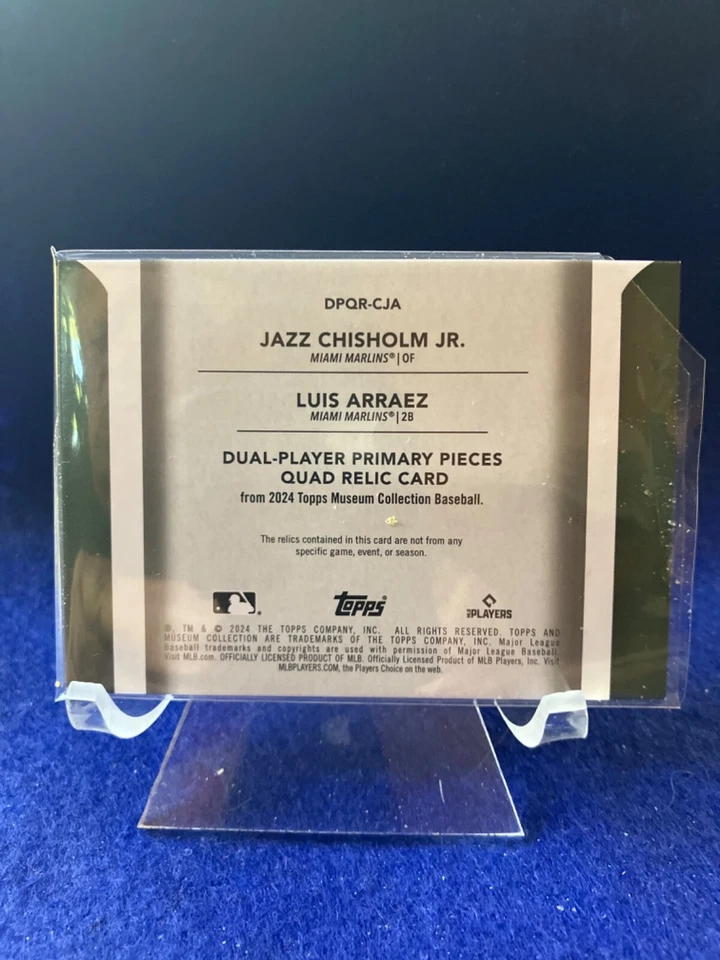 DPQR-CJA
JAZZ CHISHOLM JR.
MIAMI MARLINS® | OF
LUIS ARRAEZ
MIAMI MARLINS® | 2B
DUAL-PLAYER PRIMARY PIECES
QUAD RELIC CARD
from 2024 Topps Museum Collection Baseball.
The relics contained in this card are not from any
specific game, event, or season.
Topps
MLB PLAYERS
®, TM & © 2024 THE TOPPS COMPANY, INC. ALL RIGHTS RESERVED. TOPPS AND
MUSEUM COLLECTION ARE TRADEMARKS OF THE TOPPS COMPANY, INC. Major League
Baseball trademarks and copyrights are used with permission of Major League Baseball.
Visit MLB.com. OFFICIALLY LICENSED PRODUCT OF MLB. Officially Licensed Product of MLB Players, Inc. Visit
MLBPLAYERS.COM, the Players Choice on the web.